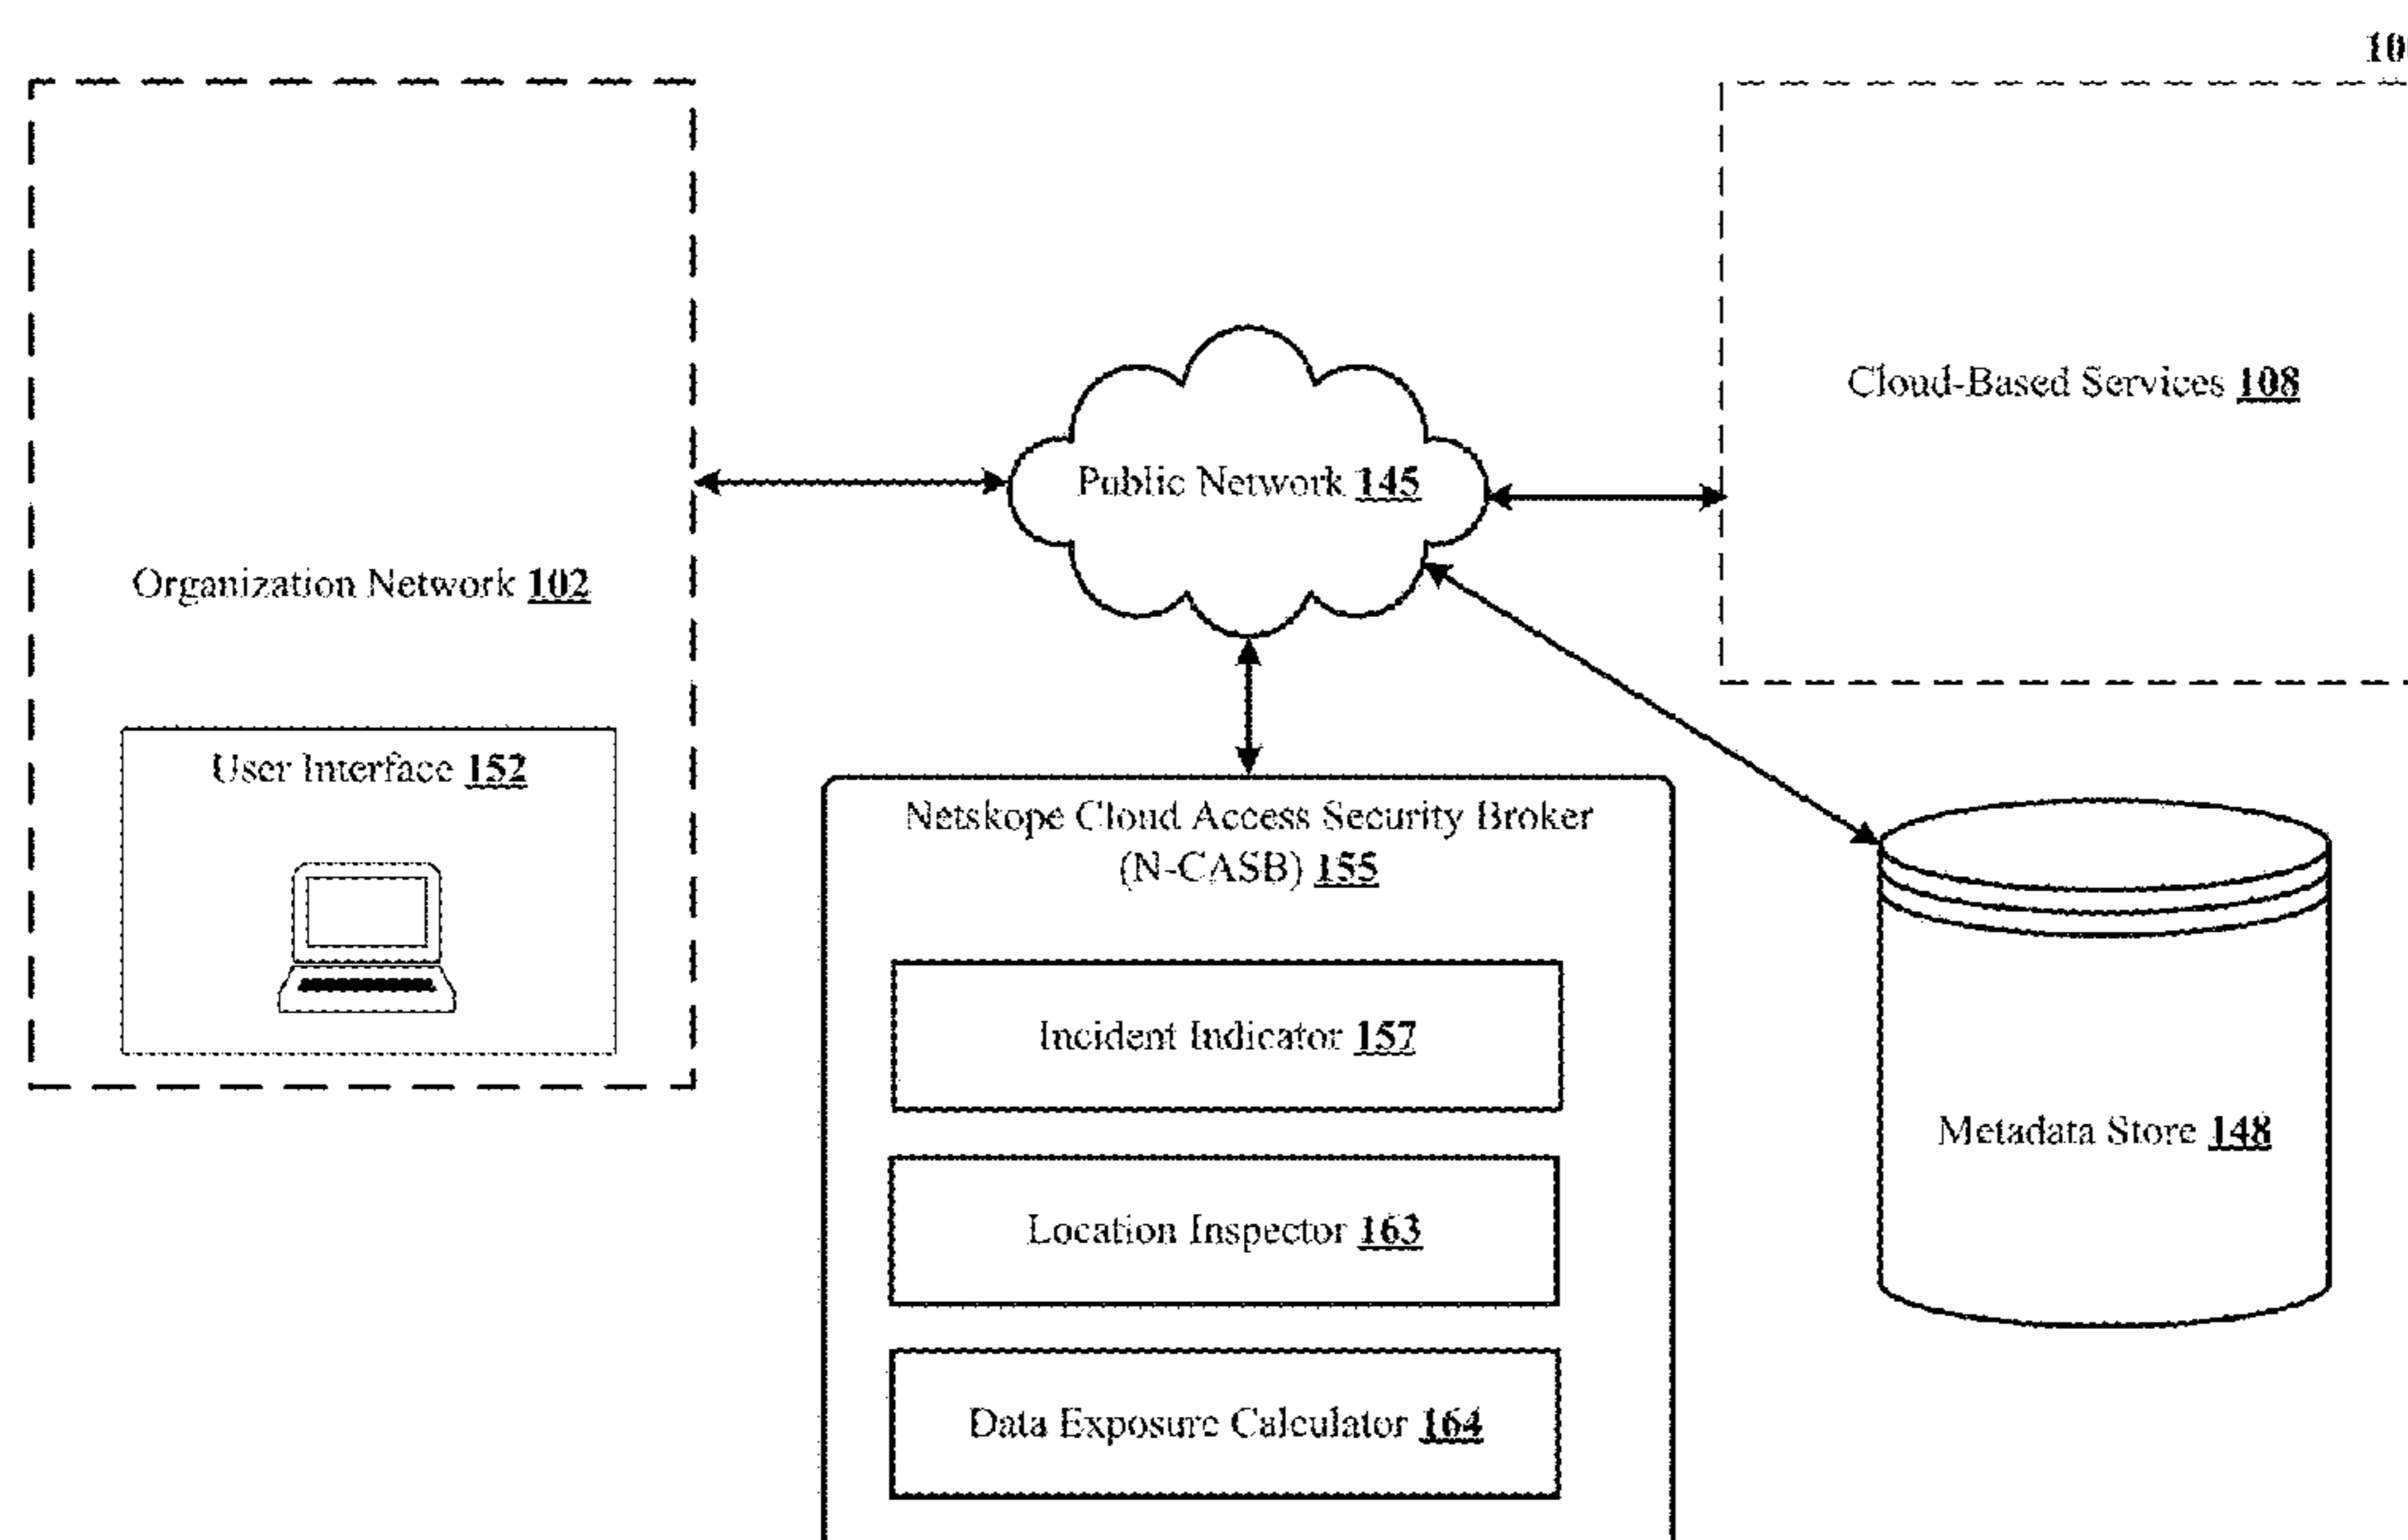 10
Cloud-Based Services 108
Public Network 145
Organization Network 102
User Interface 152
Netskope Cloud Access Security Broker
(N-CASB) 155
Incident Indicator 157
Metadata Store 148
Location Inspector 163
Data Exposure Calculator 164